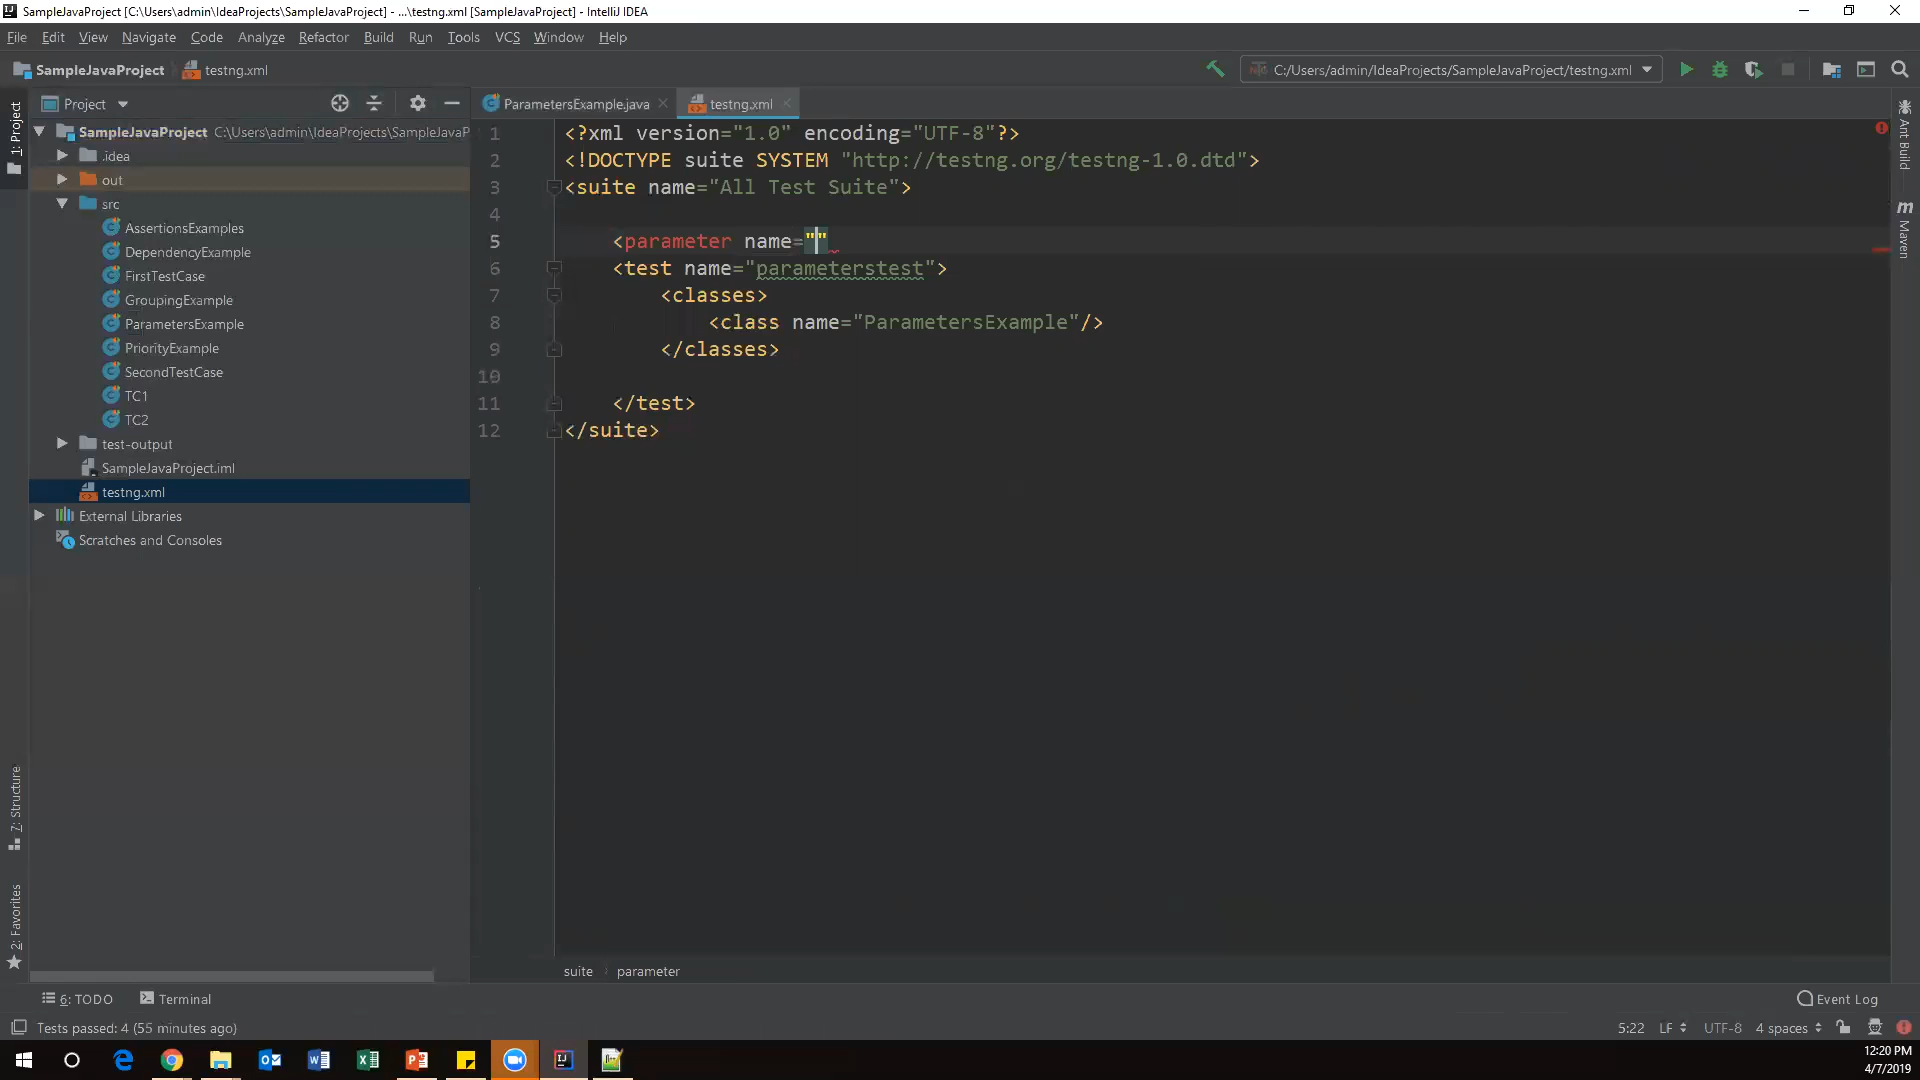 SampleJavaProject [C:\Users\admin\IdeaProjects\SampleJavaProject] - ...\testng.xml [SampleJavaProject] - IntelliJ IDEA
File Edit View Navigate Code Analyze Refactor Build Run Tools VCS Window Help
SampleJavaProject testng.xml C:/Users/admin/IdeaProjects/SampleJavaProject/testng.xml
Project
ParametersExample.java testng.xml
SampleJavaProject C:\Users\admin\IdeaProjects\SampleJavaP
.idea
out
src
AssertionsExamples
DependencyExample
FirstTestCase
GroupingExample
ParametersExample
PriorityExample
SecondTestCase
TC1
TC2
test-output
SampleJavaProject.iml
testng.xml
External Libraries
Scratches and Consoles
1: Project
7: Structure
2: Favorites
1 <?xml version="1.0" encoding="UTF-8"?>
2 <!DOCTYPE suite SYSTEM "http://testng.org/testng-1.0.dtd">
3 <suite name="All Test Suite">
4
5 <parameter name=""
6 <test name="parameterstest">
7 <classes>
8 <class name="ParametersExample"/>
9 </classes>
10
11 </test>
12 </suite>
Ant Build
Maven
suite parameter
6: TODO Terminal Event Log
Tests passed: 4 (55 minutes ago) 5:22 LF UTF-8 4 spaces
12:20 PM
4/7/2019